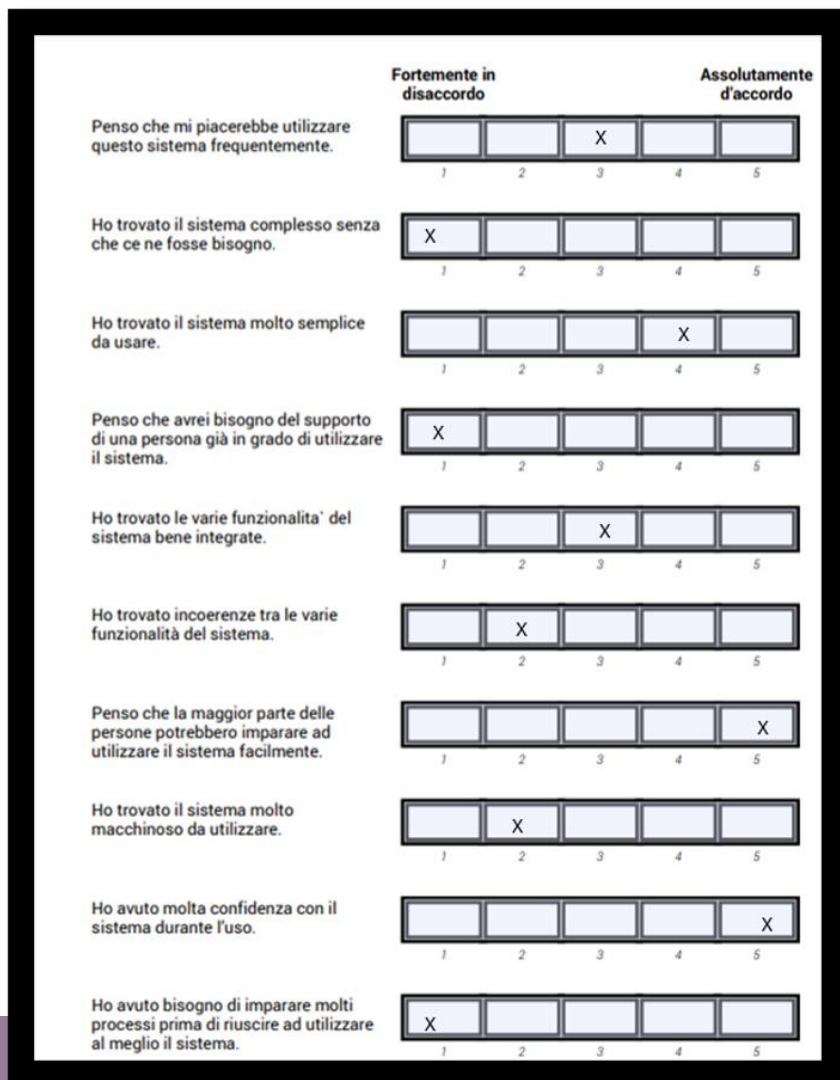 Fortemente in
disaccordo
Assolutamente
d'accordo
Penso che mi piacerebbe utilizzare
questo sistema frequentemente.
X
1 2 3 4 5
Ho trovato il sistema complesso senza
che ce ne fosse bisogno.
X
1 2 3 4 5
Ho trovato il sistema molto semplice
da usare.
X
1 2 3 4 5
Penso che avrei bisogno del supporto
di una persona già in grado di utilizzare
il sistema.
X
1 2 3 4 5
Ho trovato le varie funzionalita` del
sistema bene integrate.
X
1 2 3 4 5
Ho trovato incoerenze tra le varie
funzionalità del sistema.
X
1 2 3 4 5
Penso che la maggior parte delle
persone potrebbero imparare ad
utilizzare il sistema facilmente.
X
1 2 3 4 5
Ho trovato il sistema molto
macchinoso da utilizzare.
X
1 2 3 4 5
Ho avuto molta confidenza con il
sistema durante l'uso.
X
1 2 3 4 5
Ho avuto bisogno di imparare molti
processi prima di riuscire ad utilizzare
al meglio il sistema.
X
1 2 3 4 5